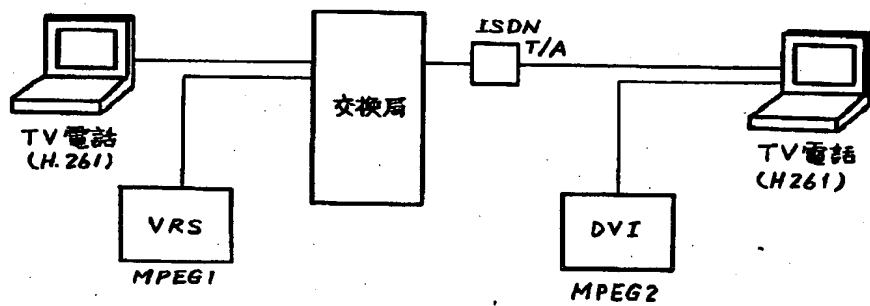 ISDN
T/A
交換局
TV電話
(H.261)
TV電話
(H261)
VRS
MPEG1
DVI
MPEG2